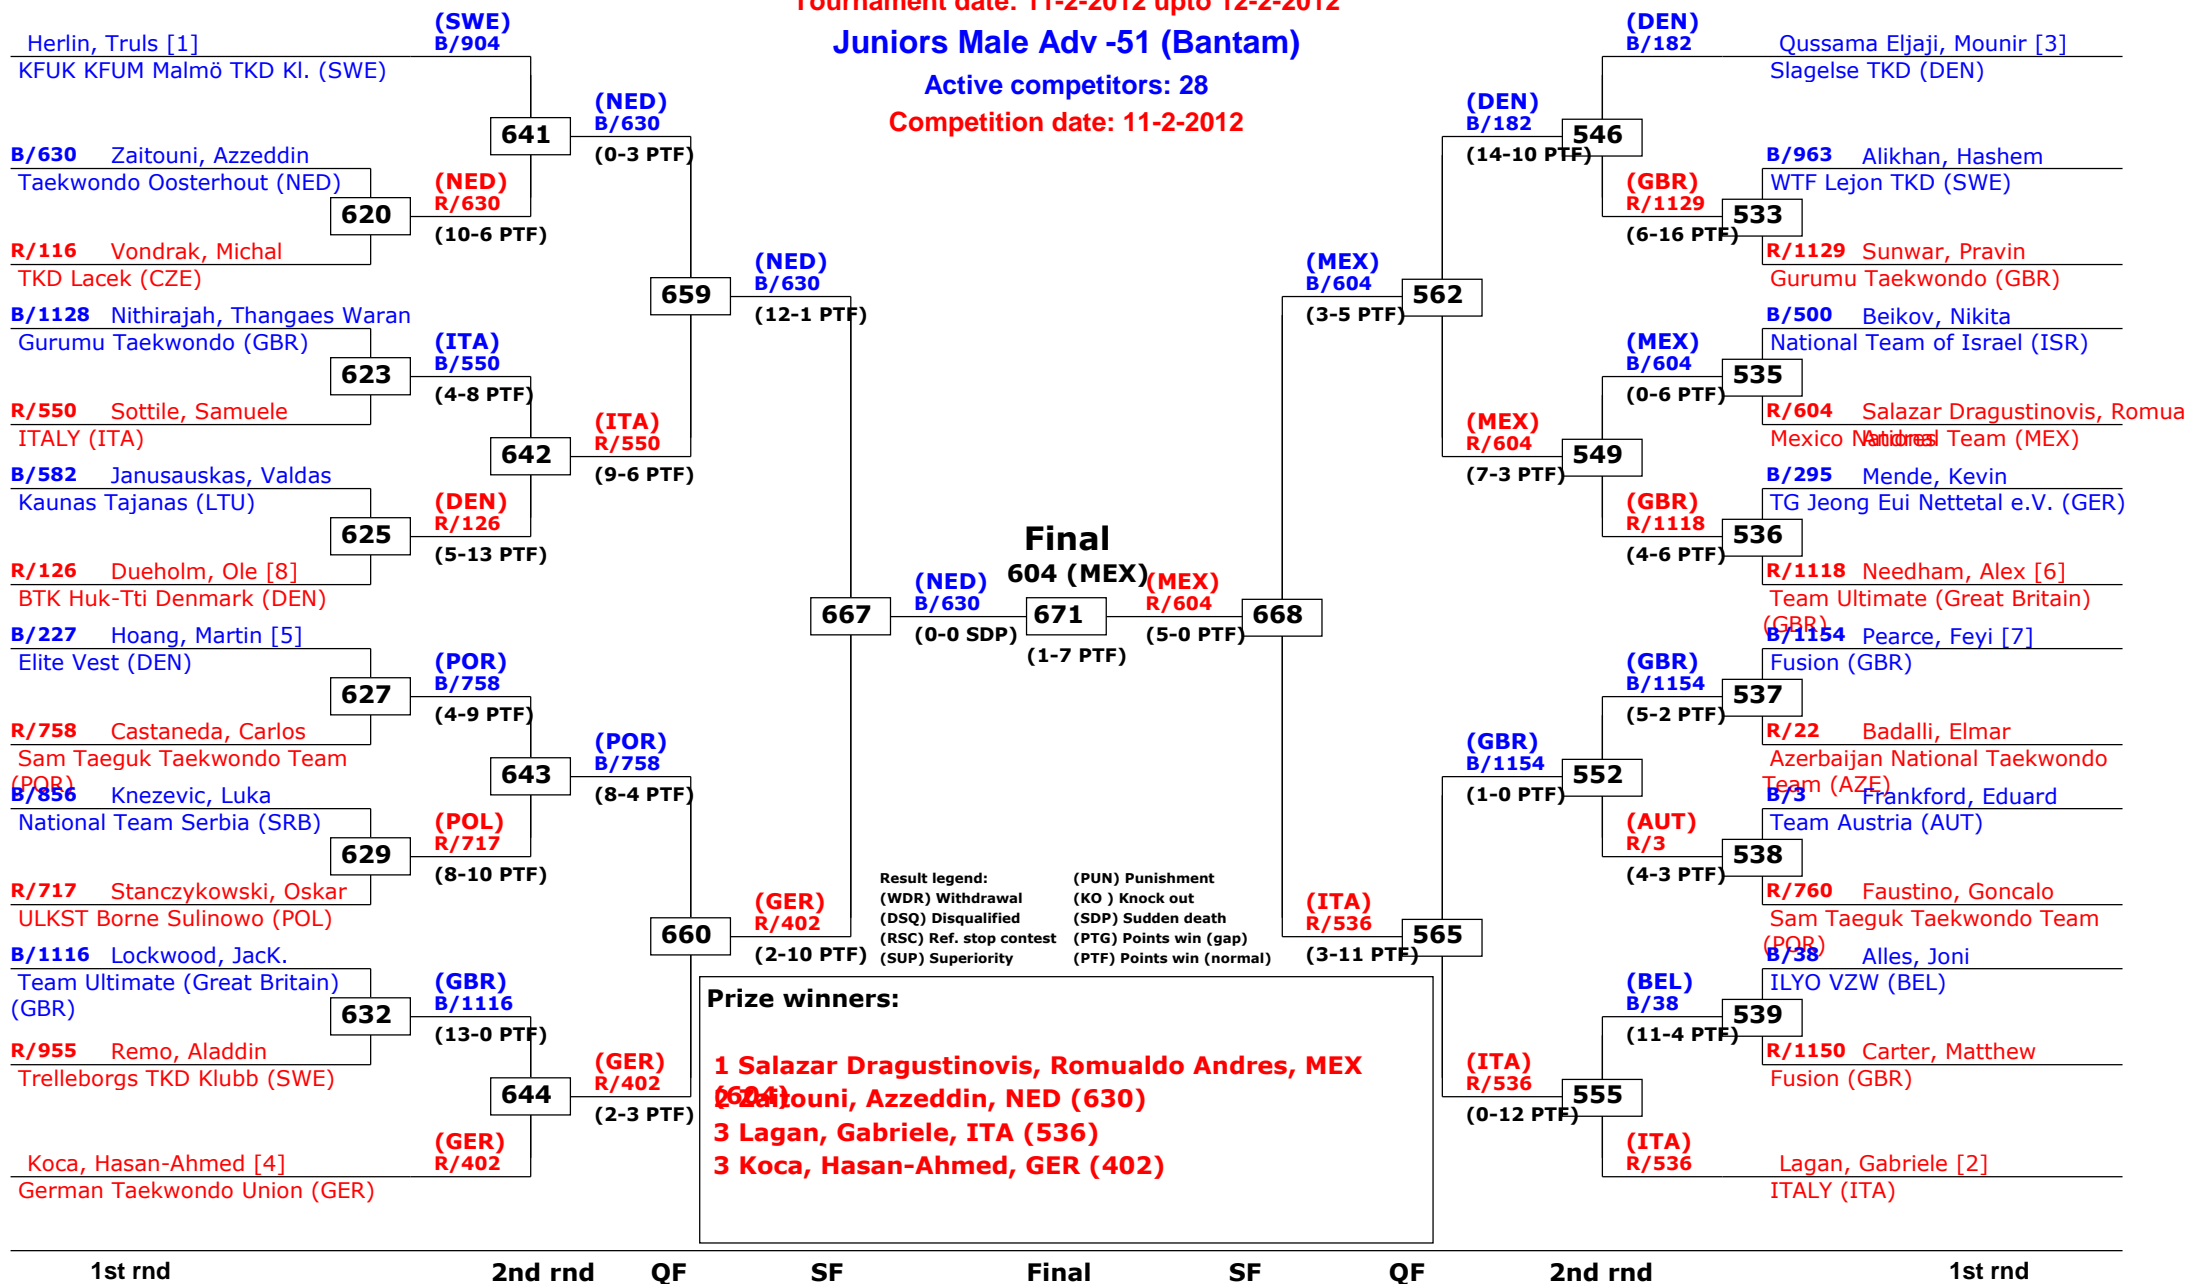 Tournament date: 11-2-2012 upto 12-2-2012
Juniors Male Adv -51 (Bantam)
Active competitors: 28
Competition date: 11-2-2012
(SWE)
B/904
Herlin, Truls [1]
KFUK KFUM Malmö TKD Kl. (SWE)
(NED)
B/630
641
(0-3 PTF)
B/630 Zaitouni, Azzeddin
Taekwondo Oosterhout (NED)
(NED)
R/630
620
(10-6 PTF)
R/116 Vondrak, Michal
TKD Lacek (CZE)
(NED)
B/630
659
(12-1 PTF)
B/1128 Nithirajah, Thangaes Waran
Gurumu Taekwondo (GBR)
(ITA)
B/550
623
(4-8 PTF)
R/550 Sottile, Samuele
ITALY (ITA)
(ITA)
R/550
642
(9-6 PTF)
B/582 Janusauskas, Valdas
Kaunas Tajanas (LTU)
(DEN)
R/126
625
(5-13 PTF)
R/126 Dueholm, Ole [8]
BTK Huk-Tti Denmark (DEN)
(NED)
B/630
667
(0-0 SDP)
B/227 Hoang, Martin [5]
Elite Vest (DEN)
(POR)
B/758
627
(4-9 PTF)
R/758 Castaneda, Carlos
Sam Taeguk Taekwondo Team
(POR)
(POR)
B/758
643
(8-4 PTF)
B/856 Knezevic, Luka
National Team Serbia (SRB)
(POL)
R/717
629
(8-10 PTF)
R/717 Stanczykowski, Oskar
ULKST Borne Sulinowo (POL)
(GER)
R/402
660
(2-10 PTF)
B/1116 Lockwood, JacK.
Team Ultimate (Great Britain)
(GBR)
(GBR)
B/1116
632
(13-0 PTF)
R/955 Remo, Aladdin
Trelleborgs TKD Klubb (SWE)
(GER)
R/402
644
(2-3 PTF)
(GER)
R/402
Koca, Hasan-Ahmed [4]
German Taekwondo Union (GER)
Final
604 (MEX)
671
(1-7 PTF)
(MEX)
R/604
668
(5-0 PTF)
(DEN)
B/182
Qussama Eljaji, Mounir [3]
Slagelse TKD (DEN)
(DEN)
B/182
546
(14-10 PTF)
B/963 Alikhan, Hashem
WTF Lejon TKD (SWE)
(GBR)
R/1129
533
(6-16 PTF)
R/1129 Sunwar, Pravin
Gurumu Taekwondo (GBR)
(MEX)
B/604
562
(3-5 PTF)
B/500 Beikov, Nikita
National Team of Israel (ISR)
(MEX)
B/604
535
(0-6 PTF)
R/604 Salazar Dragustinovis, Romua
Andres
Mexico National Team (MEX)
(MEX)
R/604
549
(7-3 PTF)
B/295 Mende, Kevin
TG Jeong Eui Nettetal e.V. (GER)
(GBR)
R/1118
536
(4-6 PTF)
R/1118 Needham, Alex [6]
Team Ultimate (Great Britain)
(GBR)
B/1154 Pearce, Feyi [7]
Fusion (GBR)
(GBR)
B/1154
537
(5-2 PTF)
R/22 Badalli, Elmar
Azerbaijan National Taekwondo
Team (AZE)
(GBR)
B/1154
552
(1-0 PTF)
B/3 Frankford, Eduard
Team Austria (AUT)
(AUT)
R/3
538
(4-3 PTF)
R/760 Faustino, Goncalo
Sam Taeguk Taekwondo Team
(POR)
(ITA)
R/536
565
(3-11 PTF)
B/38 Alles, Joni
ILYO VZW (BEL)
(BEL)
B/38
539
(11-4 PTF)
R/1150 Carter, Matthew
Fusion (GBR)
(ITA)
R/536
555
(0-12 PTF)
(ITA)
R/536
Lagan, Gabriele [2]
ITALY (ITA)
Result legend: (PUN) Punishment
(WDR) Withdrawal (KO ) Knock out
(DSQ) Disqualified (SDP) Sudden death
(RSC) Ref. stop contest (PTG) Points win (gap)
(SUP) Superiority (PTF) Points win (normal)
Prize winners:
1 Salazar Dragustinovis, Romualdo Andres, MEX
(604)
2 Zaitouni, Azzeddin, NED (630)
3 Lagan, Gabriele, ITA (536)
3 Koca, Hasan-Ahmed, GER (402)
1st rnd 2nd rnd QF SF Final SF QF 2nd rnd 1st rnd